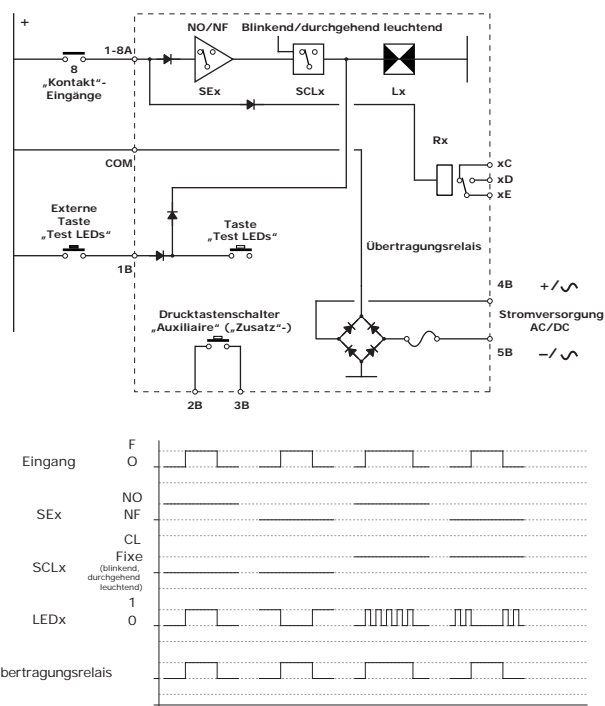 +
NO/NF
Blinkend/durchgehend leuchtend
1-8A
8
„Kontakt“-
Eingänge
SEx
SCLx
Lx
Rx
xC
xD
xE
COM
Externe
Taste
„Test LEDs“
Taste
„Test LEDs“
1B
Übertragungsrelais
4B
+/
Stromversorgung
AC/DC
5B
–/
Drucktastenschalter
„Auxiliaire“ („Zusatz“-)
2B
3B
Eingang
F
O
SEx
NO
NF
SCLx
CL
Fixe
(blinkend,
durchgehend
leuchtend)
LEDx
1
0
bertragungsrelais